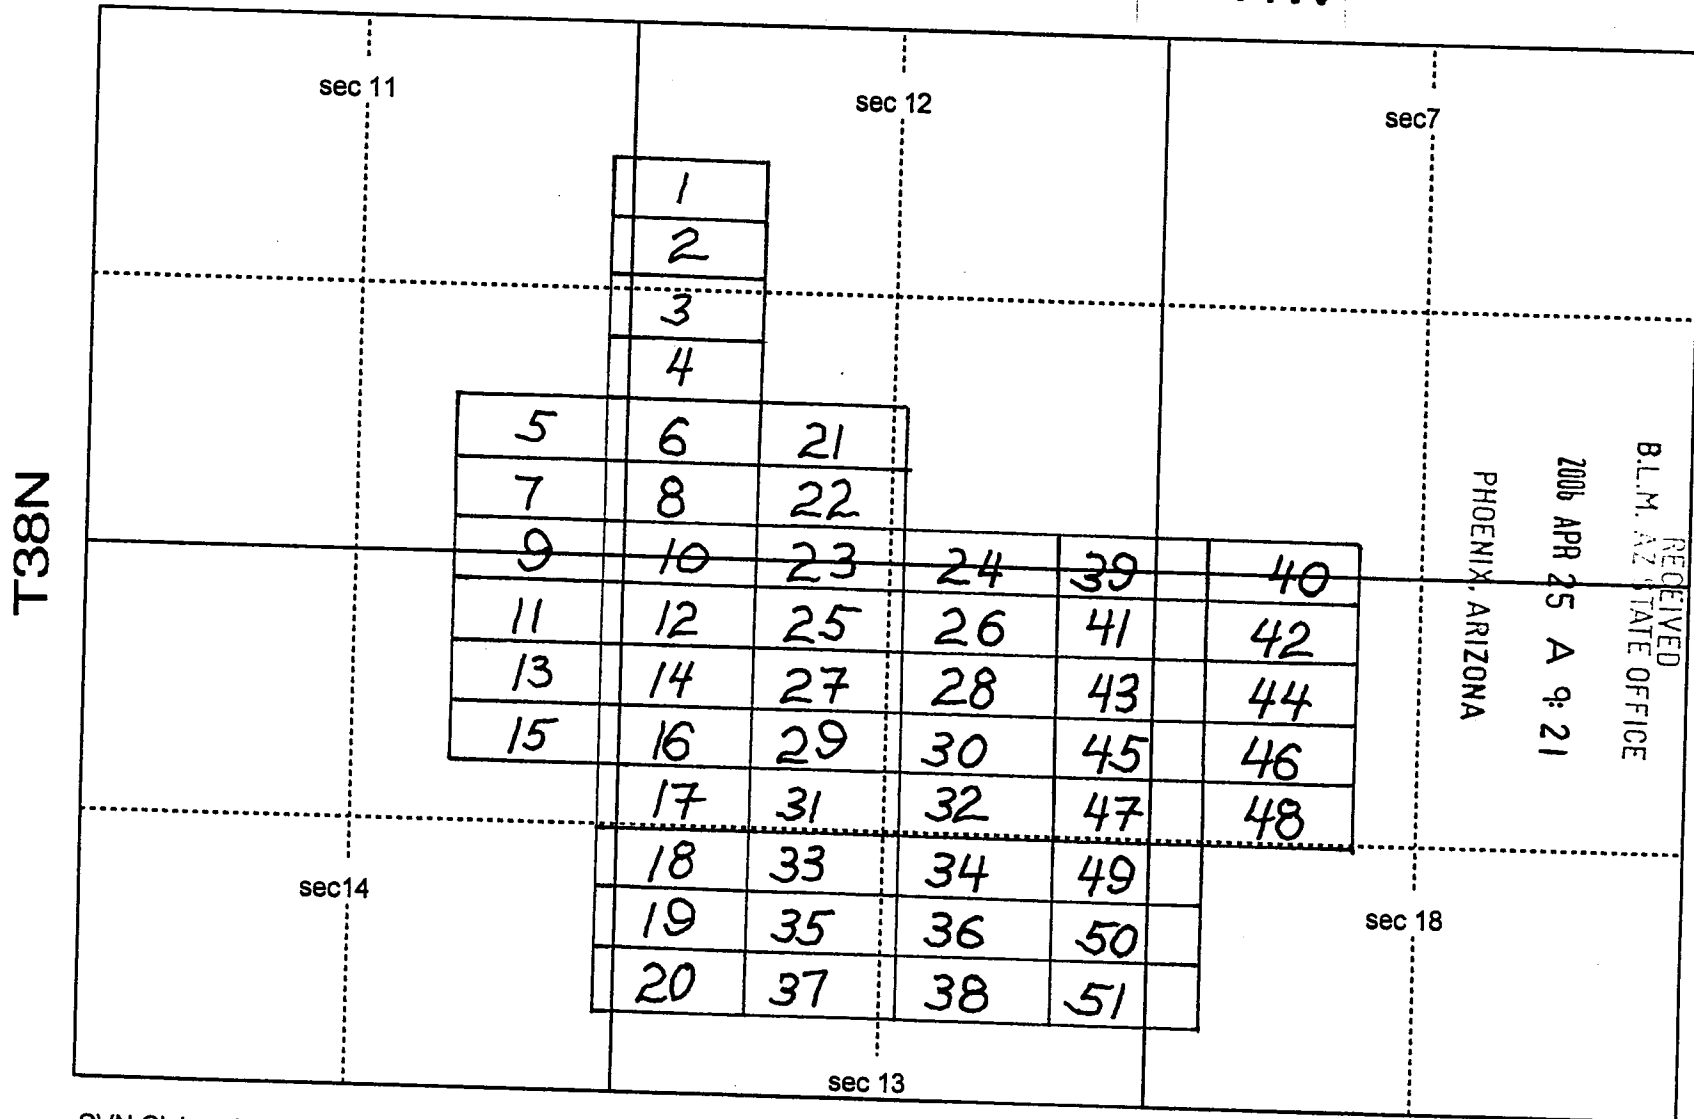 sec 11
sec 12
sec7
1
2
3
4
5 6 21
7 8 22
9 10 23 24 39 40
11 12 25 26 41 42
13 14 27 28 43 44
15 16 29 30 45 46
17 31 32 47 48
18 33 34 49
19 35 36 50
20 37 38 51
sec14
sec 18
sec 13
T38N
RECEIVED
B.L.M. AZ STATE OFFICE
2006 APR 25 A 9:21
PHOENIX, ARIZONA